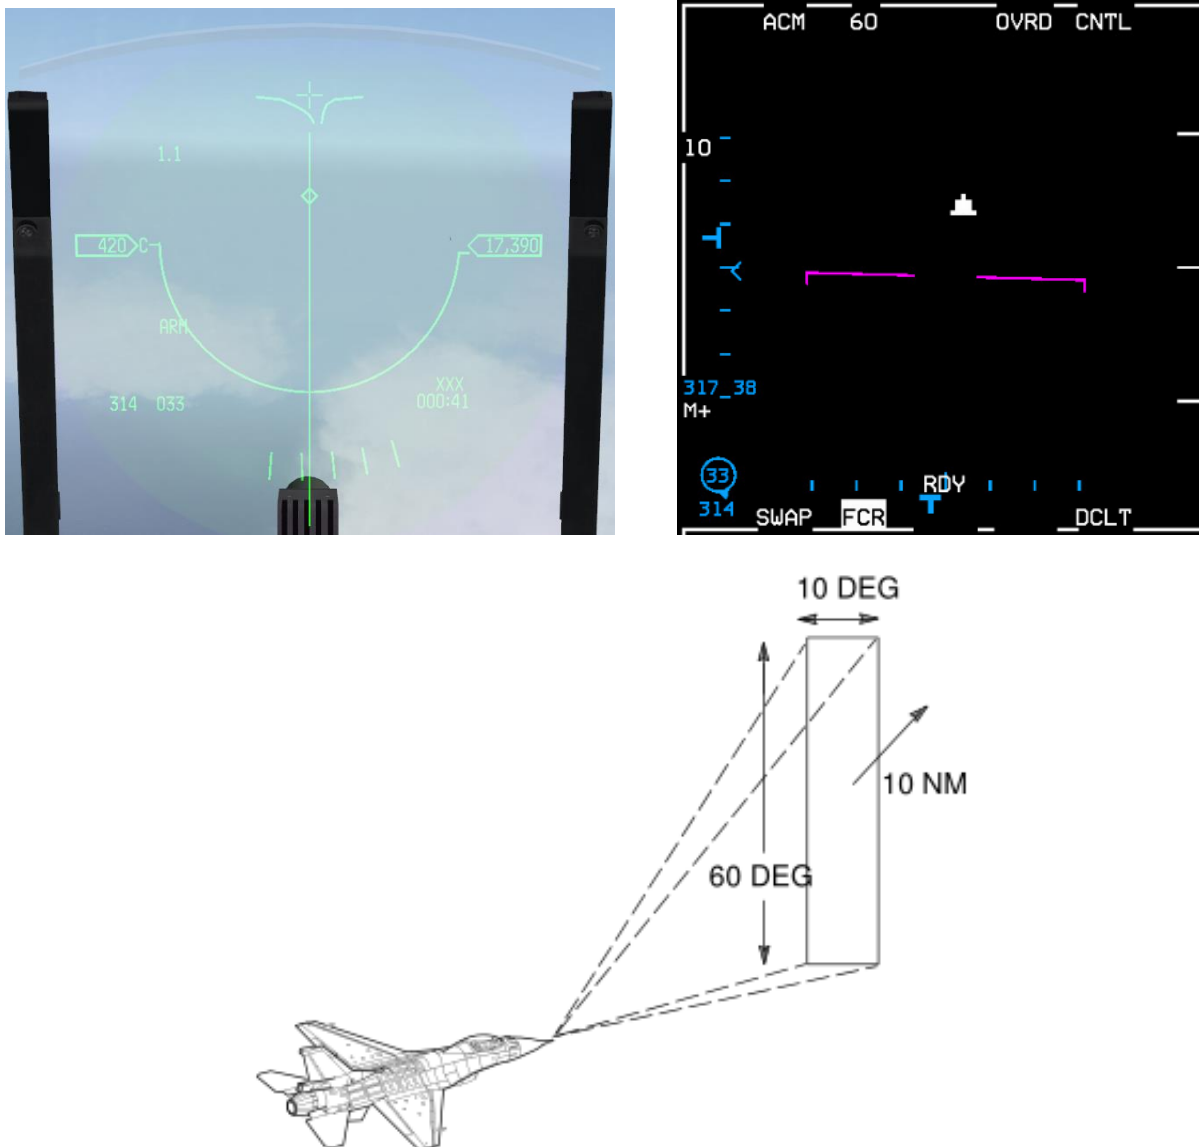 1.1
420 C
17,390
ARM
XXX
314 033
000:41
ACM 60 OVRD CNTL
10
317_38
M+
33
RDY
314
SWAP FCR DCLT
10 DEG
10 NM
60 DEG